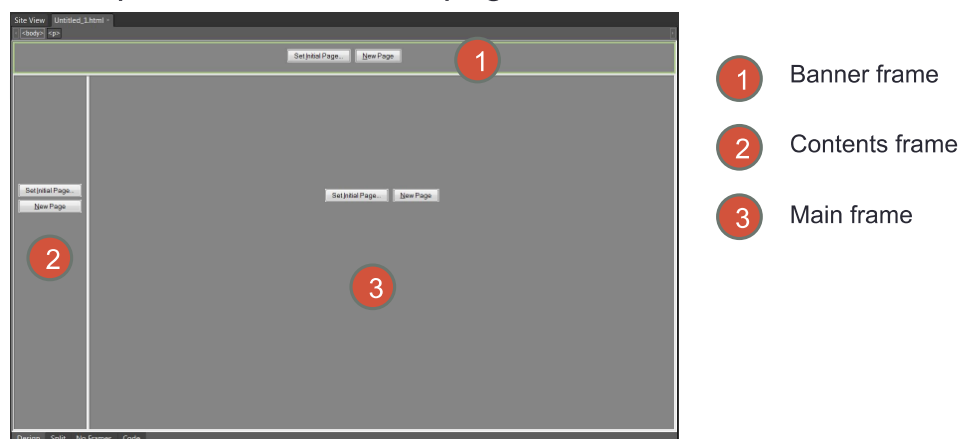 Site View Untitled_1.html
<body> <p>
Set Initial Page... New Page
1
Set Initial Page...
New Page
Set Initial Page... New Page
2
3
Design Split No Frames Code
1 Banner frame
2 Contents frame
3 Main frame